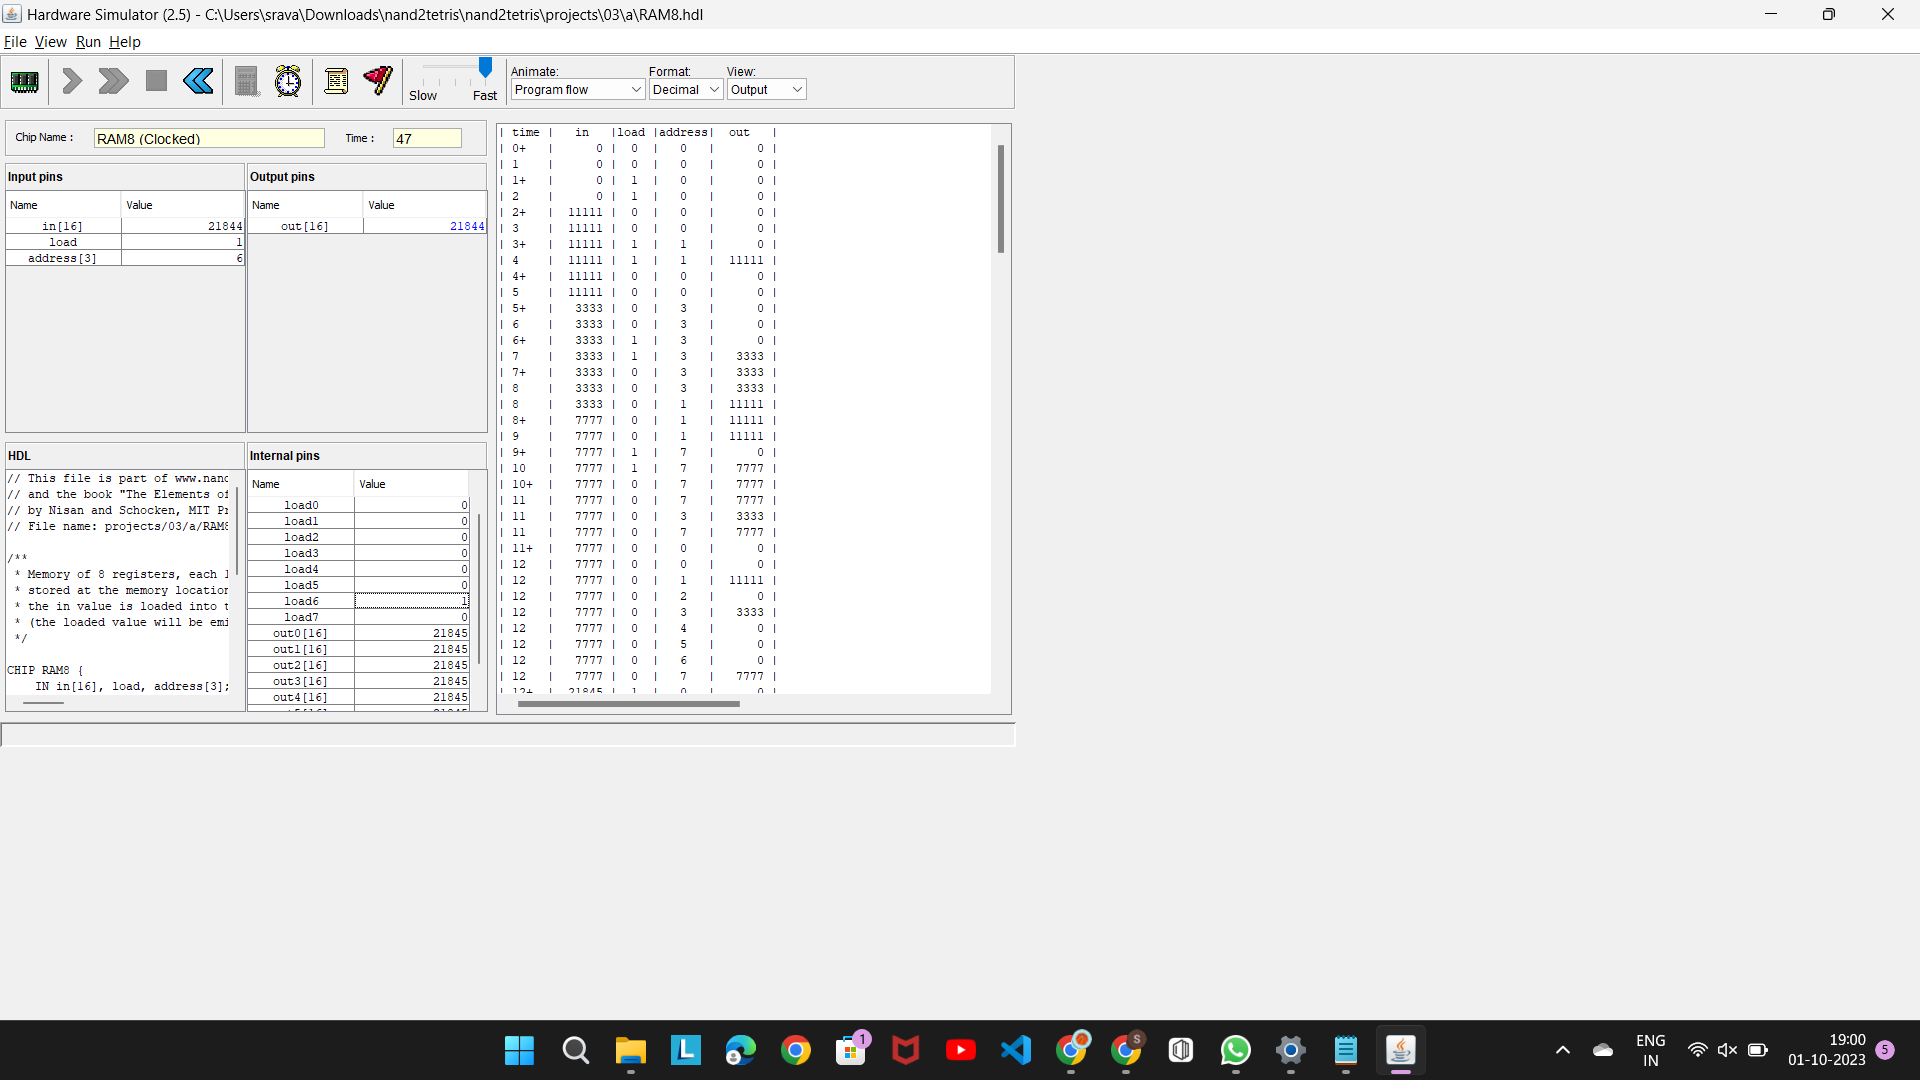 Hardware Simulator (2.5) - C:\Users\srava\Downloads\nand2tetris\nand2tetris\projects\03\a\RAM8.hdl
File View Run Help
Slow Fast
Animate: Format: View:
Program flow Decimal Output
Chip Name : RAM8 (Clocked) Time : 47
Input pins
Name Value
in[16] 21844
load 1
address[3] 6
Output pins
Name Value
out[16] 21844
HDL
// This file is part of www.nand
// and the book "The Elements of
// by Nisan and Schocken, MIT Pr
// File name: projects/03/a/RAM8
/**
* Memory of 8 registers, each 1
* stored at the memory location
* the in value is loaded into t
* (the loaded value will be emi
*/
CHIP RAM8 {
IN in[16], load, address[3];
Internal pins
Name Value
load0 0
load1 0
load2 0
load3 0
load4 0
load5 0
load6 1
load7 0
out0[16] 21845
out1[16] 21845
out2[16] 21845
out3[16] 21845
out4[16] 21845
| time | in |load |address| out |
| 0+ | 0 | 0 | 0 | 0 |
| 1 | 0 | 0 | 0 | 0 |
| 1+ | 0 | 1 | 0 | 0 |
| 2 | 0 | 1 | 0 | 0 |
| 2+ | 11111 | 0 | 0 | 0 |
| 3 | 11111 | 0 | 0 | 0 |
| 3+ | 11111 | 1 | 1 | 0 |
| 4 | 11111 | 1 | 1 | 11111 |
| 4+ | 11111 | 0 | 0 | 0 |
| 5 | 11111 | 0 | 0 | 0 |
| 5+ | 3333 | 0 | 3 | 0 |
| 6 | 3333 | 0 | 3 | 0 |
| 6+ | 3333 | 1 | 3 | 0 |
| 7 | 3333 | 1 | 3 | 3333 |
| 7+ | 3333 | 0 | 3 | 3333 |
| 8 | 3333 | 0 | 3 | 3333 |
| 8 | 3333 | 0 | 1 | 11111 |
| 8+ | 7777 | 0 | 1 | 11111 |
| 9 | 7777 | 0 | 1 | 11111 |
| 9+ | 7777 | 1 | 7 | 0 |
| 10 | 7777 | 1 | 7 | 7777 |
| 10+ | 7777 | 0 | 7 | 7777 |
| 11 | 7777 | 0 | 7 | 7777 |
| 11 | 7777 | 0 | 3 | 3333 |
| 11 | 7777 | 0 | 7 | 7777 |
| 11+ | 7777 | 0 | 0 | 0 |
| 12 | 7777 | 0 | 0 | 0 |
| 12 | 7777 | 0 | 1 | 11111 |
| 12 | 7777 | 0 | 2 | 0 |
| 12 | 7777 | 0 | 3 | 3333 |
| 12 | 7777 | 0 | 4 | 0 |
| 12 | 7777 | 0 | 5 | 0 |
| 12 | 7777 | 0 | 6 | 0 |
| 12 | 7777 | 0 | 7 | 7777 |
| 12+ | 21845 | 1 | 0 | 0 |
L
1
S
ENG
IN
19:00
01-10-2023
5